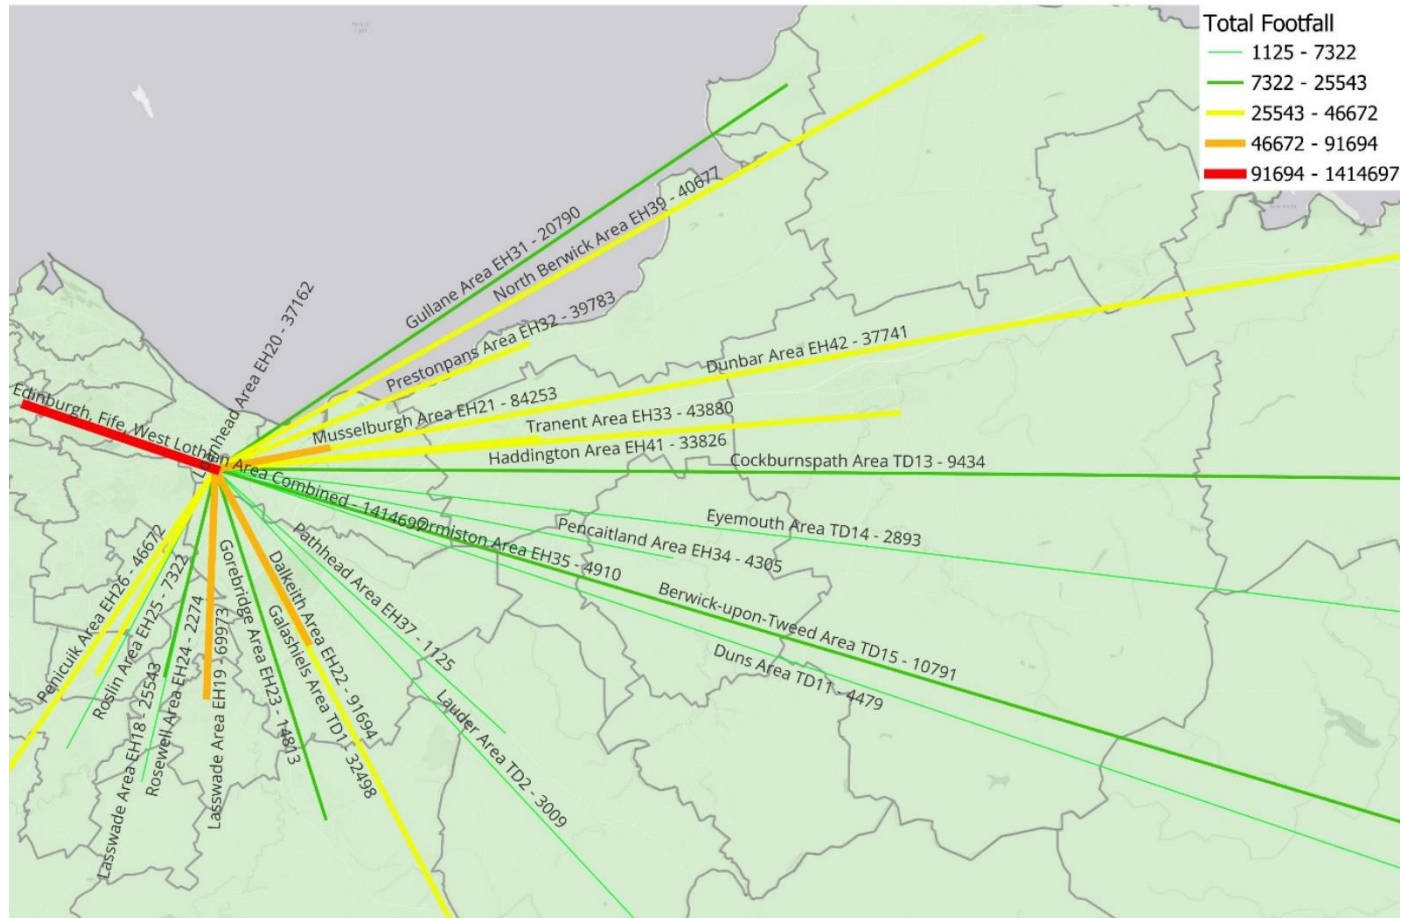 Total Footfall
1125 - 7322
7322 - 25543
25543 - 46672
46672 - 91694
91694 - 1414697
Gullane Area EH31 - 20790
North Berwick Area EH39 - 40677
Loanhead Area EH20 - 37162
Prestonpans Area EH32 - 39783
Dunbar Area EH42 - 37741
Musselburgh Area EH21 - 84253
Tranent Area EH33 - 43880
Haddington Area EH41 - 33826
Edinburgh, Fife, West Lothian Area Combined - 1414697
Cockburnspath Area TD13 - 9434
Eyemouth Area TD14 - 2893
Pencaitland Area EH34 - 4305
Ormiston Area EH35 - 4910
Berwick-upon-Tweed Area TD15 - 10791
Duns Area TD11 - 4479
Pathhead Area EH37 - 1125
Lauder Area TD2 - 3009
Dalkeith Area EH22 - 91694
Galashiels Area TD1 - 32498
Gorebridge Area EH23 - 14813
Lasswade Area EH19 - 69973
Rosewell Area EH24 - 2274
Lasswade Area EH18 - 25543
Roslin Area EH25 - 7322
Penicuik Area EH26 - 46672